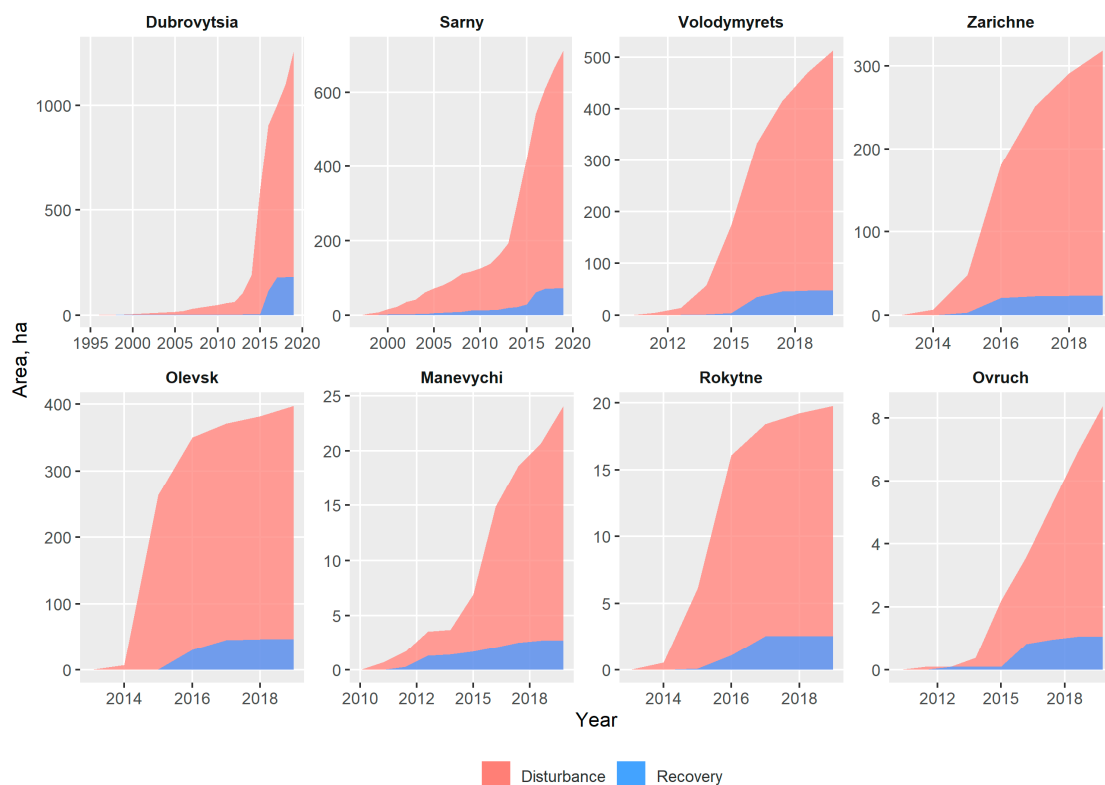 Dubrovytsia Sarny Volodymyrets Zarichne
1000
500
0
1995 2000 2005 2010 2015 2020
600
400
200
0
2000 2005 2010 2015 2020
500
400
300
200
100
0
2012 2015 2018
300
200
100
0
2014 2016 2018
Area, ha
Olevsk Manevychi Rokytne Ovruch
400
300
200
100
0
2014 2016 2018
25
20
15
10
5
0
2010 2012 2015 2018
20
15
10
5
0
2014 2016 2018
8
6
4
2
0
2012 2015 2018
Year
Disturbance Recovery